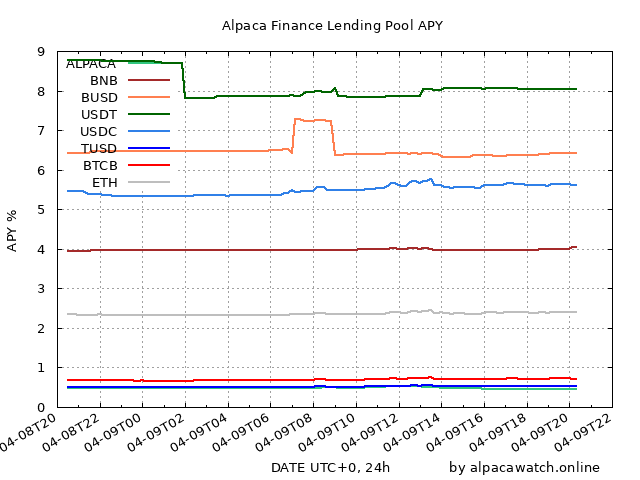 Alpaca Finance Lending Pool APY
9
8
7
6
5
4
3
2
1
0
APY %
ALPACA
BNB
BUSD
USDT
USDC
TUSD
BTCB
ETH
04-08T20
04-08T22
04-09T00
04-09T02
04-09T04
04-09T06
04-09T08
04-09T10
04-09T12
04-09T14
04-09T16
04-09T18
04-09T20
04-09T22
DATE UTC+0, 24h
by alpacawatch.online